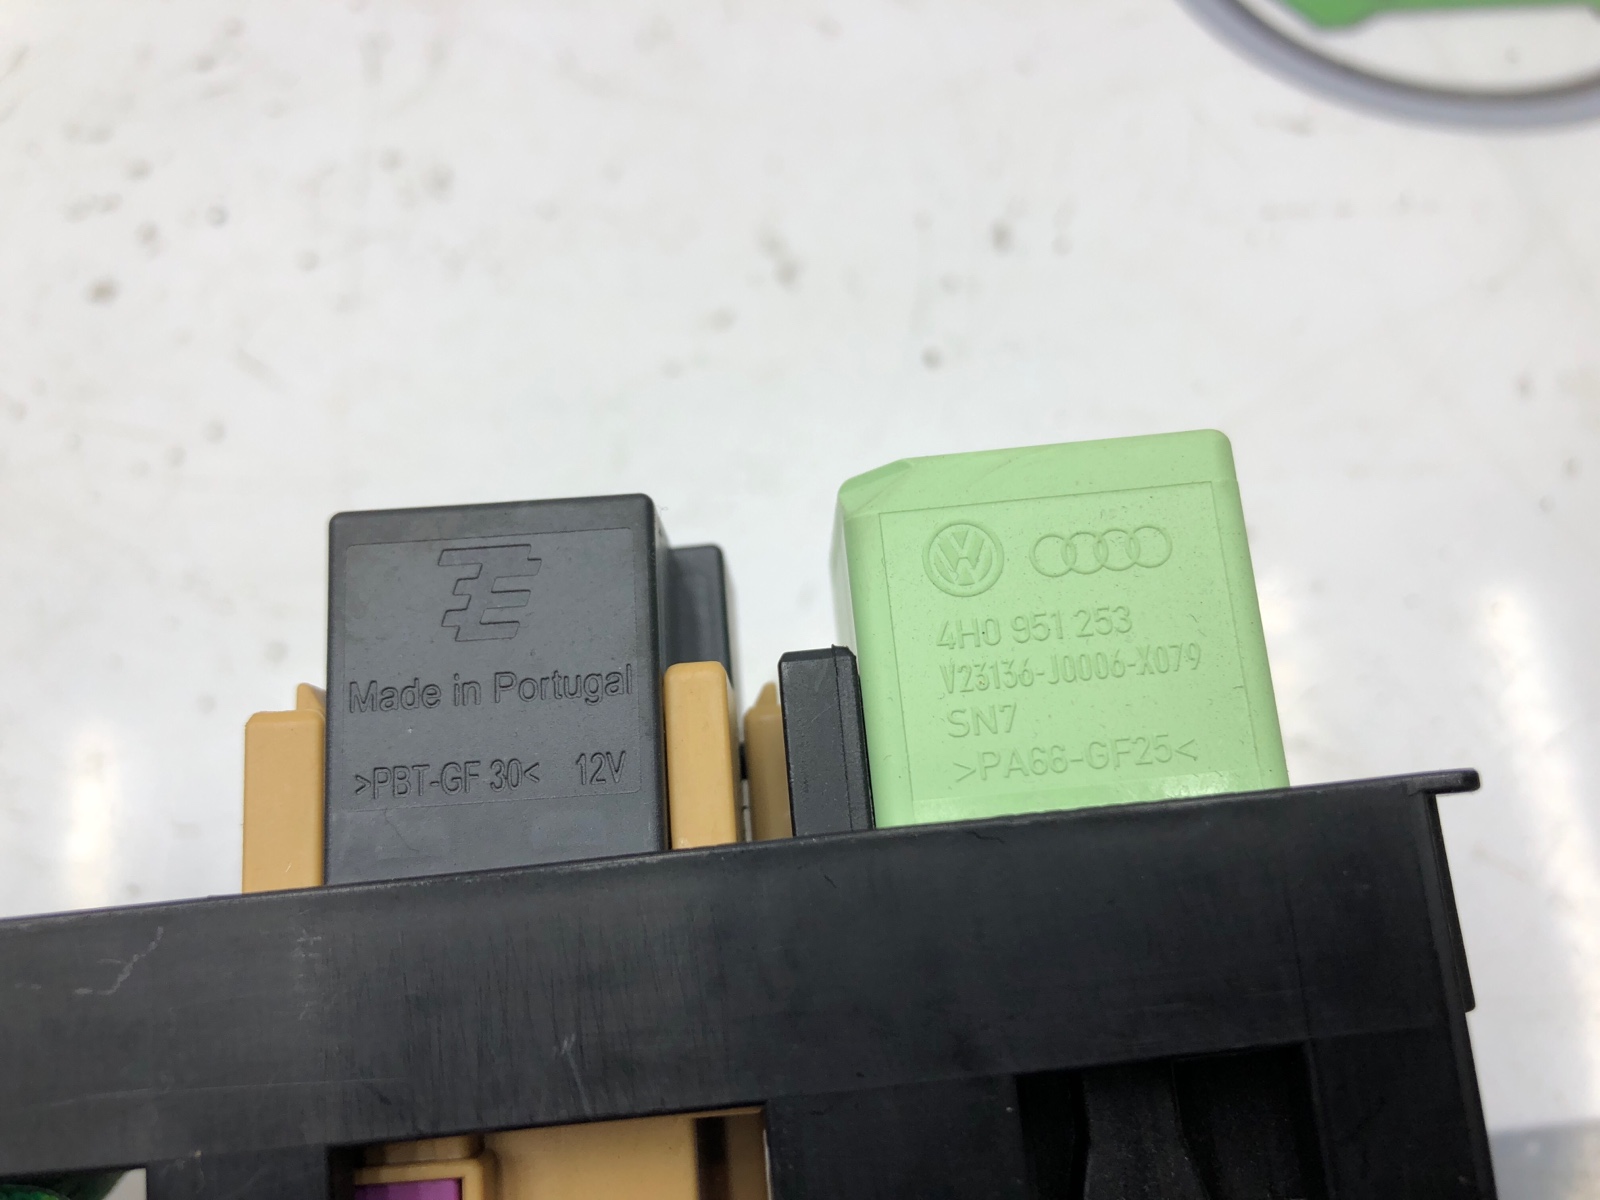 Made in Portugal
>PBT-GF 30< 12V
4H0 951 253
V23136-J0006-X079
SN7
>PA66-GF25<